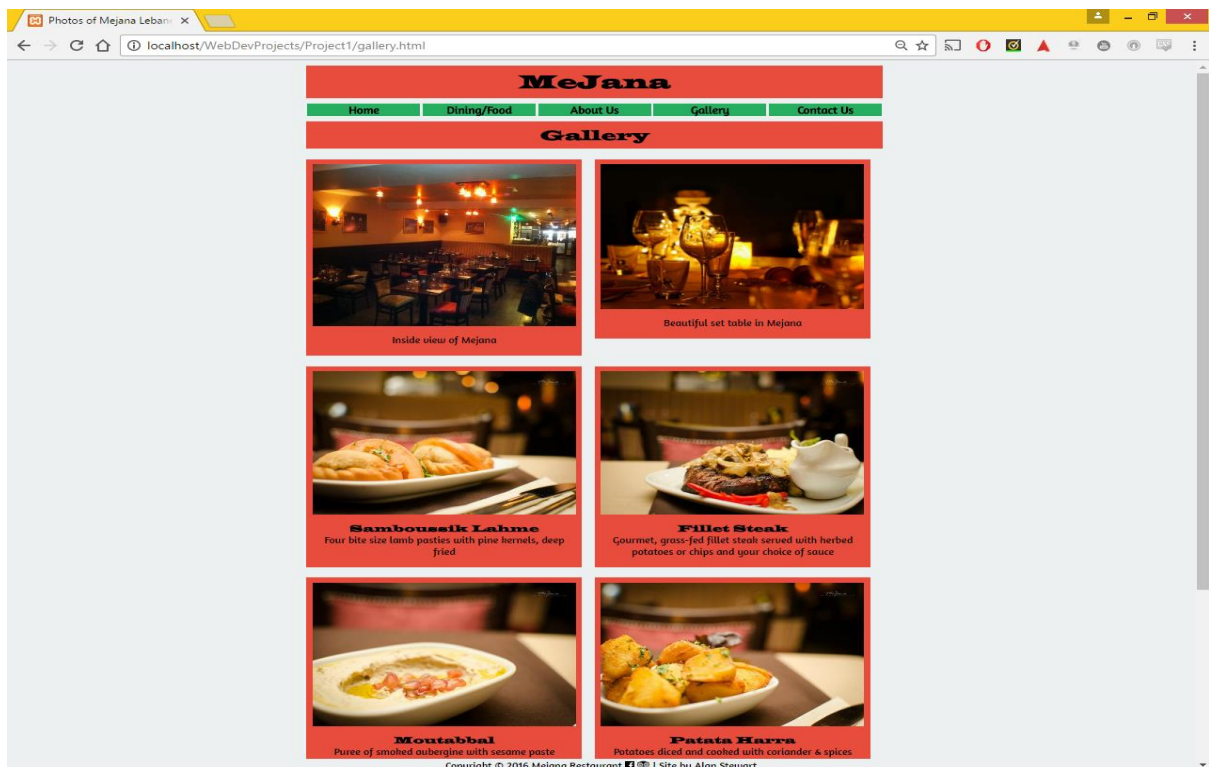 Photos of Mejana Leban
localhost/WebDevProjects/Project1/gallery.html
MeJana
Home Dining/Food About Us Gallery Contact Us
Gallery
Inside view of Mejana
Beautiful set table in Mejana
Samboussik Lahme
Four bite size lamb pasties with pine kernels, deep
fried
Fillet Steak
Gourmet, grass-fed fillet steak served with herbed
potatoes or chips and your choice of sauce
Moutabbal
Puree of smoked aubergine with sesame paste
Patata Harra
Potatoes diced and cooked with coriander & spices
Copyright © 2016 Mejana Restaurant | Site by Alan Stewart